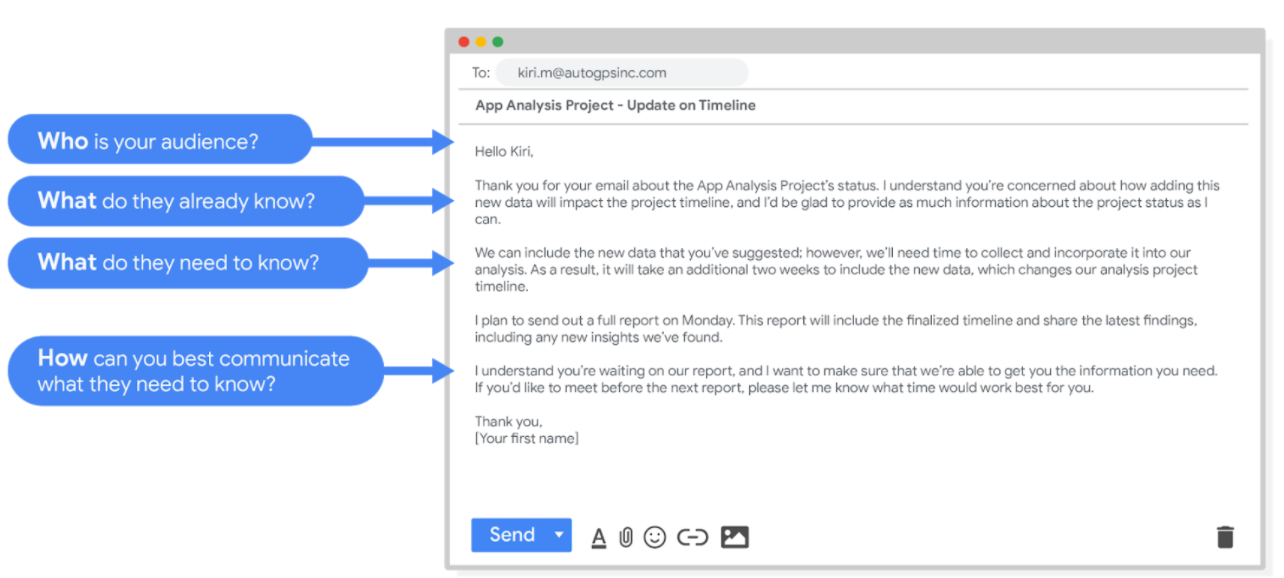 To: kiri.m@autogpsinc.com
App Analysis Project - Update on Timeline
Who is your audience?
Hello Kiri,
What do they already know?
Thank you for your email about the App Analysis Project's status. I understand you're concerned about how adding this
new data will impact the project timeline, and I'd be glad to provide as much information about the project status as I
can.
What do they need to know?
We can include the new data that you've suggested; however, we'll need time to collect and incorporate it into our
analysis. As a result, it will take an additional two weeks to include the new data, which changes our analysis project
timeline.
I plan to send out a full report on Monday. This report will include the finalized timeline and share the latest findings,
including any new insights we've found.
How can you best communicate
what they need to know?
I understand you're waiting on our report, and I want to make sure that we're able to get you the information you need.
If you'd like to meet before the next report, please let me know what time would work best for you.
Thank you,
[Your first name]
Send
A